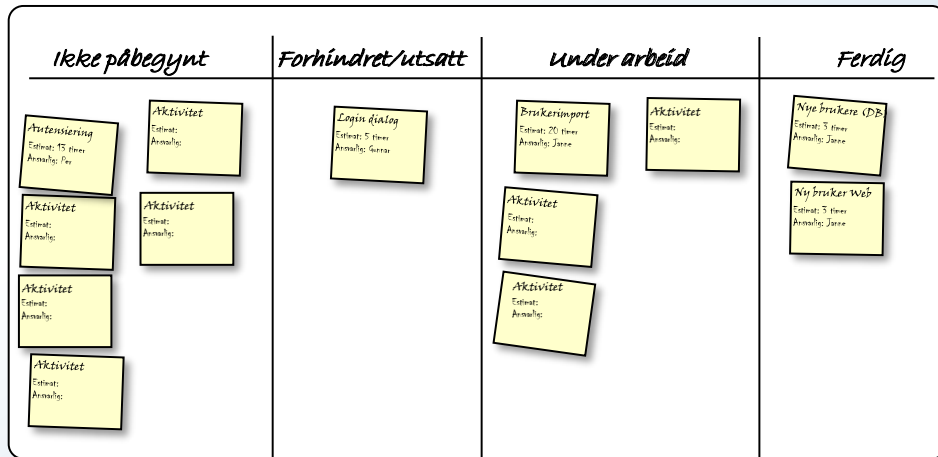 Ikke påbegynt
Forhindret/utsatt
Under arbeid
Ferdig
Autensiering
Estimat: 13 timer
Ansvarlig: Per
Aktivitet
Estimat:
Ansvarlig:
Aktivitet
Estimat:
Ansvarlig:
Aktivitet
Estimat:
Ansvarlig:
Aktivitet
Estimat:
Ansvarlig:
Aktivitet
Estimat:
Ansvarlig:
Login dialog
Estimat: 5 timer
Ansvarlig: Gunnar
Brukerimport
Estimat: 20 timer
Ansvarlig: Janne
Aktivitet
Estimat:
Ansvarlig:
Aktivitet
Estimat:
Ansvarlig:
Aktivitet
Estimat:
Ansvarlig:
Nye brukere (DB)
Estimat: 3 timer
Ansvarlig: Janne
Ny bruker Web
Estimat: 3 timer
Ansvarlig: Janne